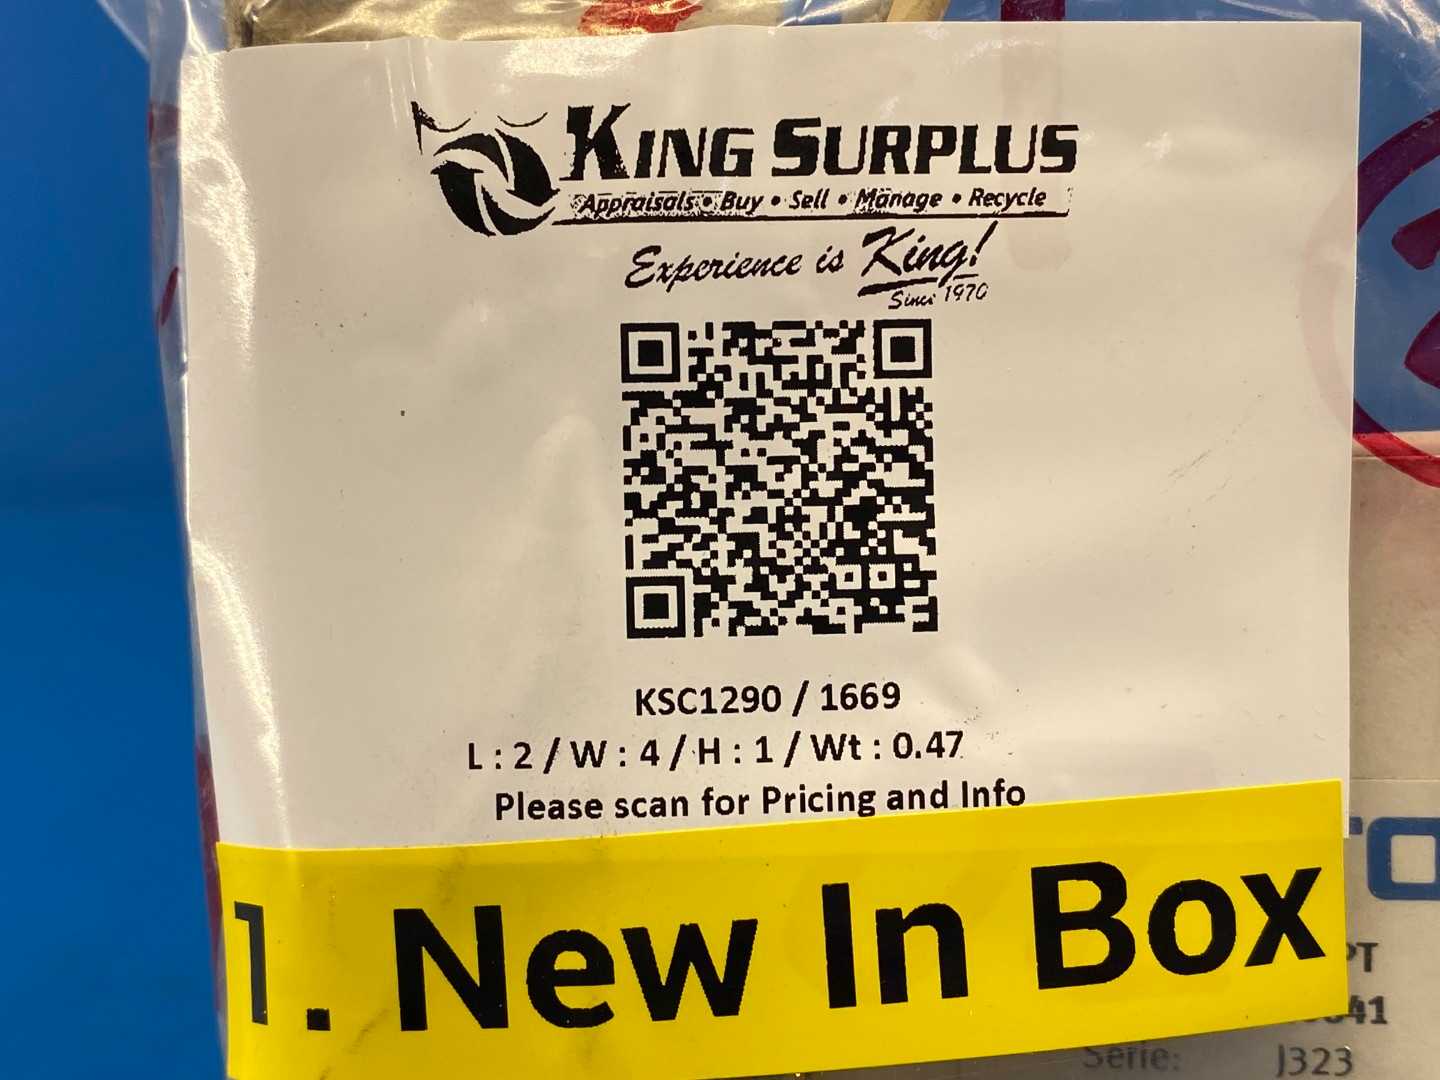 KING SURPLUS
Appraisals • Buy • Sell • Manage • Recycle
Experience is King!
Since 1970
KSC1290 / 1669
L : 2 / W : 4 / H : 1 / Wt : 0.47
Please scan for Pricing and Info
1. New In Box
Serie: J323